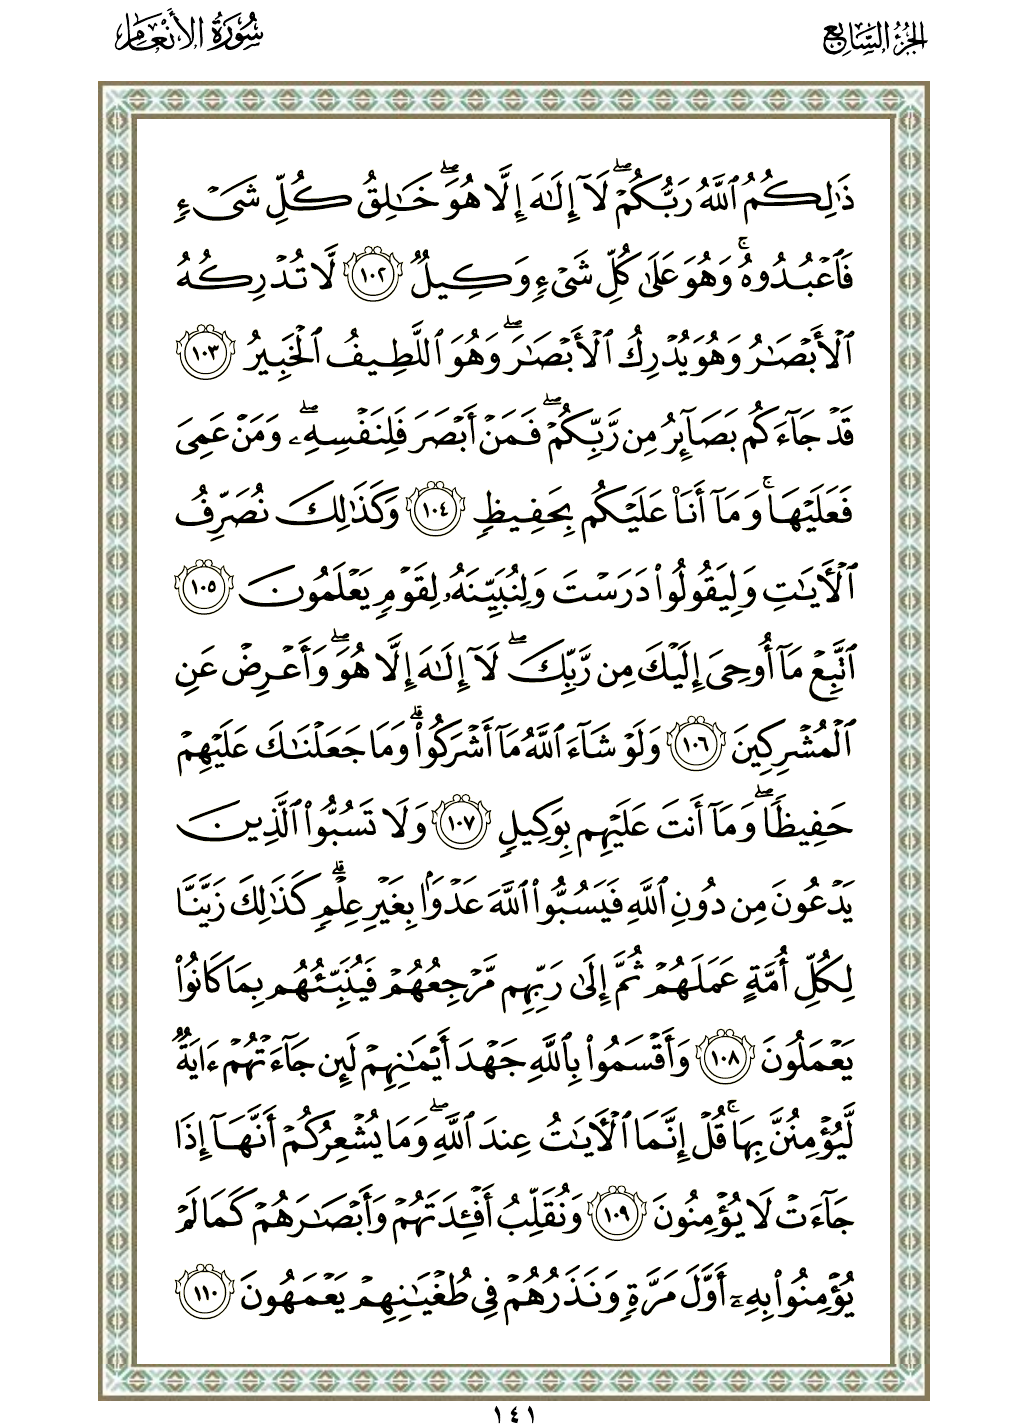 الجزء السابع
سورة الأنعام
ذَٰلِكُمُ ٱللَّهُ رَبُّكُمْۖ لَآ إِلَٰهَ إِلَّا هُوَۖ خَٰلِقُ كُلِّ شَىْءٍ
فَٱعْبُدُوهُۚ وَهُوَ عَلَىٰ كُلِّ شَىْءٍ وَكِيلٌ ١٠٢ لَّا تُدْرِكُهُ
ٱلْأَبْصَٰرُ وَهُوَ يُدْرِكُ ٱلْأَبْصَٰرَۖ وَهُوَ ٱللَّطِيفُ ٱلْخَبِيرُ ١٠٣
قَدْ جَآءَكُم بَصَآئِرُ مِن رَّبِّكُمْۖ فَمَنْ أَبْصَرَ فَلِنَفْسِهِۦۖ وَمَنْ عَمِىَ
فَعَلَيْهَاۚ وَمَآ أَنَا۠ عَلَيْكُم بِحَفِيظٍ ١٠٤ وَكَذَٰلِكَ نُصَرِّفُ
ٱلْءَايَٰتِ وَلِيَقُولُوا۟ دَرَسْتَ وَلِنُبَيِّنَهُۥ لِقَوْمٍ يَعْلَمُونَ ١٠٥
ٱتَّبِعْ مَآ أُوحِىَ إِلَيْكَ مِن رَّبِّكَۖ لَآ إِلَٰهَ إِلَّا هُوَۖ وَأَعْرِضْ عَنِ
ٱلْمُشْرِكِينَ ١٠٦ وَلَوْ شَآءَ ٱللَّهُ مَآ أَشْرَكُوا۟ۗ وَمَا جَعَلْنَٰكَ عَلَيْهِمْ
حَفِيظًاۖ وَمَآ أَنتَ عَلَيْهِم بِوَكِيلٍ ١٠٧ وَلَا تَسُبُّوا۟ ٱلَّذِينَ
يَدْعُونَ مِن دُونِ ٱللَّهِ فَيَسُبُّوا۟ ٱللَّهَ عَدْوًۢا بِغَيْرِ عِلْمٍۗ كَذَٰلِكَ زَيَّنَّا
لِكُلِّ أُمَّةٍ عَمَلَهُمْ ثُمَّ إِلَىٰ رَبِّهِم مَّرْجِعُهُمْ فَيُنَبِّئُهُم بِمَا كَانُوا۟
يَعْمَلُونَ ١٠٨ وَأَقْسَمُوا۟ بِٱللَّهِ جَهْدَ أَيْمَٰنِهِمْ لَئِن جَآءَتْهُمْ ءَايَةٌ
لَّيُؤْمِنُنَّ بِهَاۚ قُلْ إِنَّمَا ٱلْءَايَٰتُ عِندَ ٱللَّهِۖ وَمَا يُشْعِرُكُمْ أَنَّهَآ إِذَا
جَآءَتْ لَا يُؤْمِنُونَ ١٠٩ وَنُقَلِّبُ أَفْـِٔدَتَهُمْ وَأَبْصَٰرَهُمْ كَمَا لَمْ
يُؤْمِنُوا۟ بِهِۦٓ أَوَّلَ مَرَّةٍ وَنَذَرُهُمْ فِى طُغْيَٰنِهِمْ يَعْمَهُونَ ١١٠
١٤١